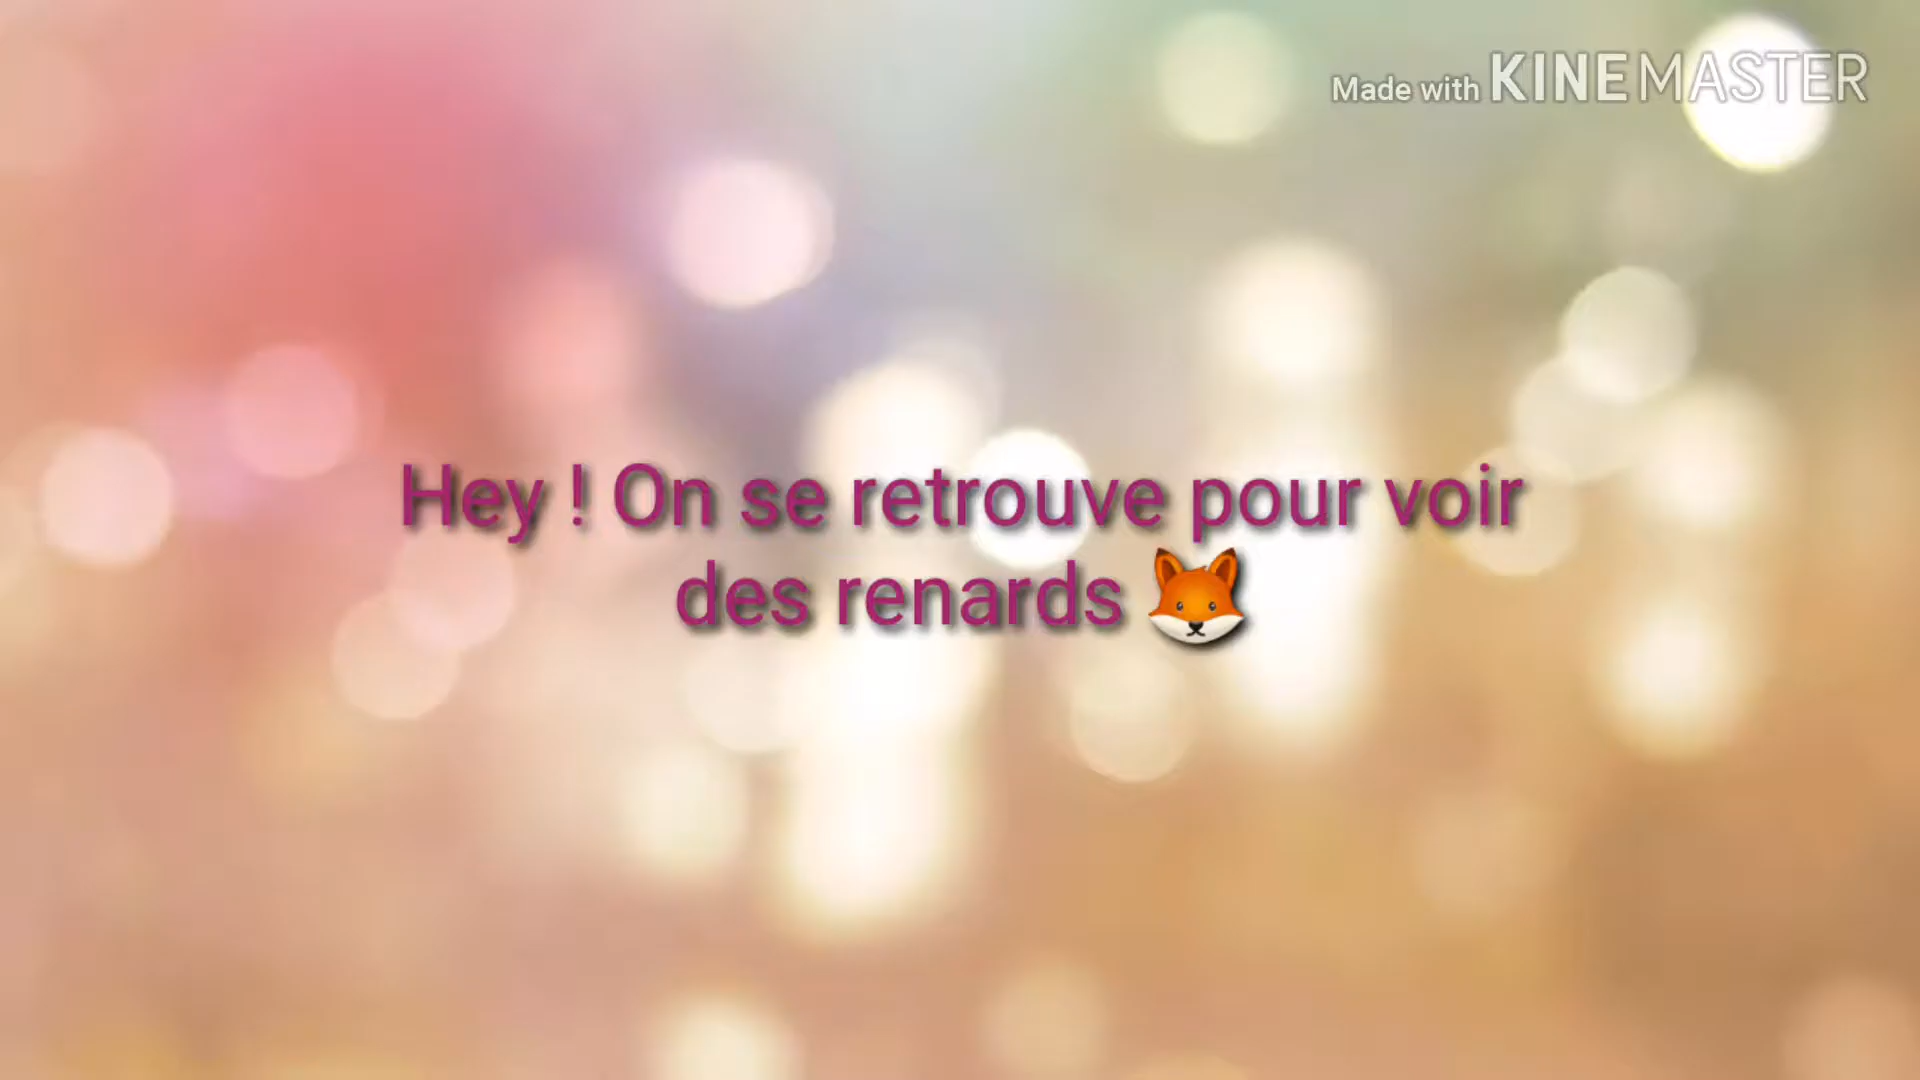 Made with KINEMASTER
Hey ! On se retrouve pour voir
des renards 🦊